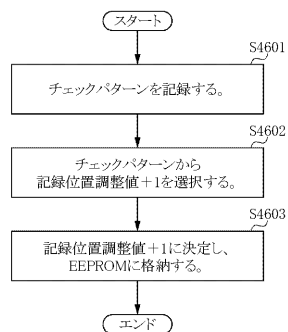 スタート
S4601
チェックパターンを記録する。
S4602
チェックパターンから
記録位置調整値+1を選択する。
S4603
記録位置調整値+1に決定し、
EEPROMに格納する。
エンド